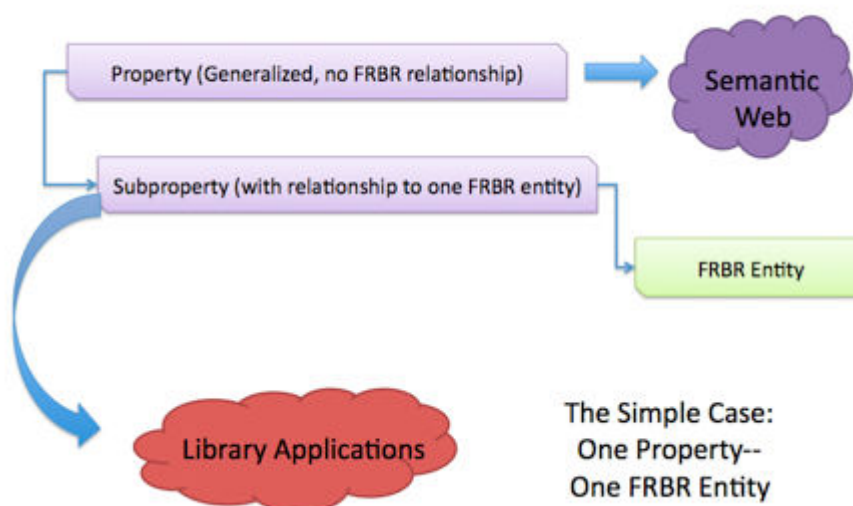 Property (Generalized, no FRBR relationship)
Semantic
Web
Subproperty (with relationship to one FRBR entity)
FRBR Entity
Library Applications
The Simple Case:
One Property--
One FRBR Entity